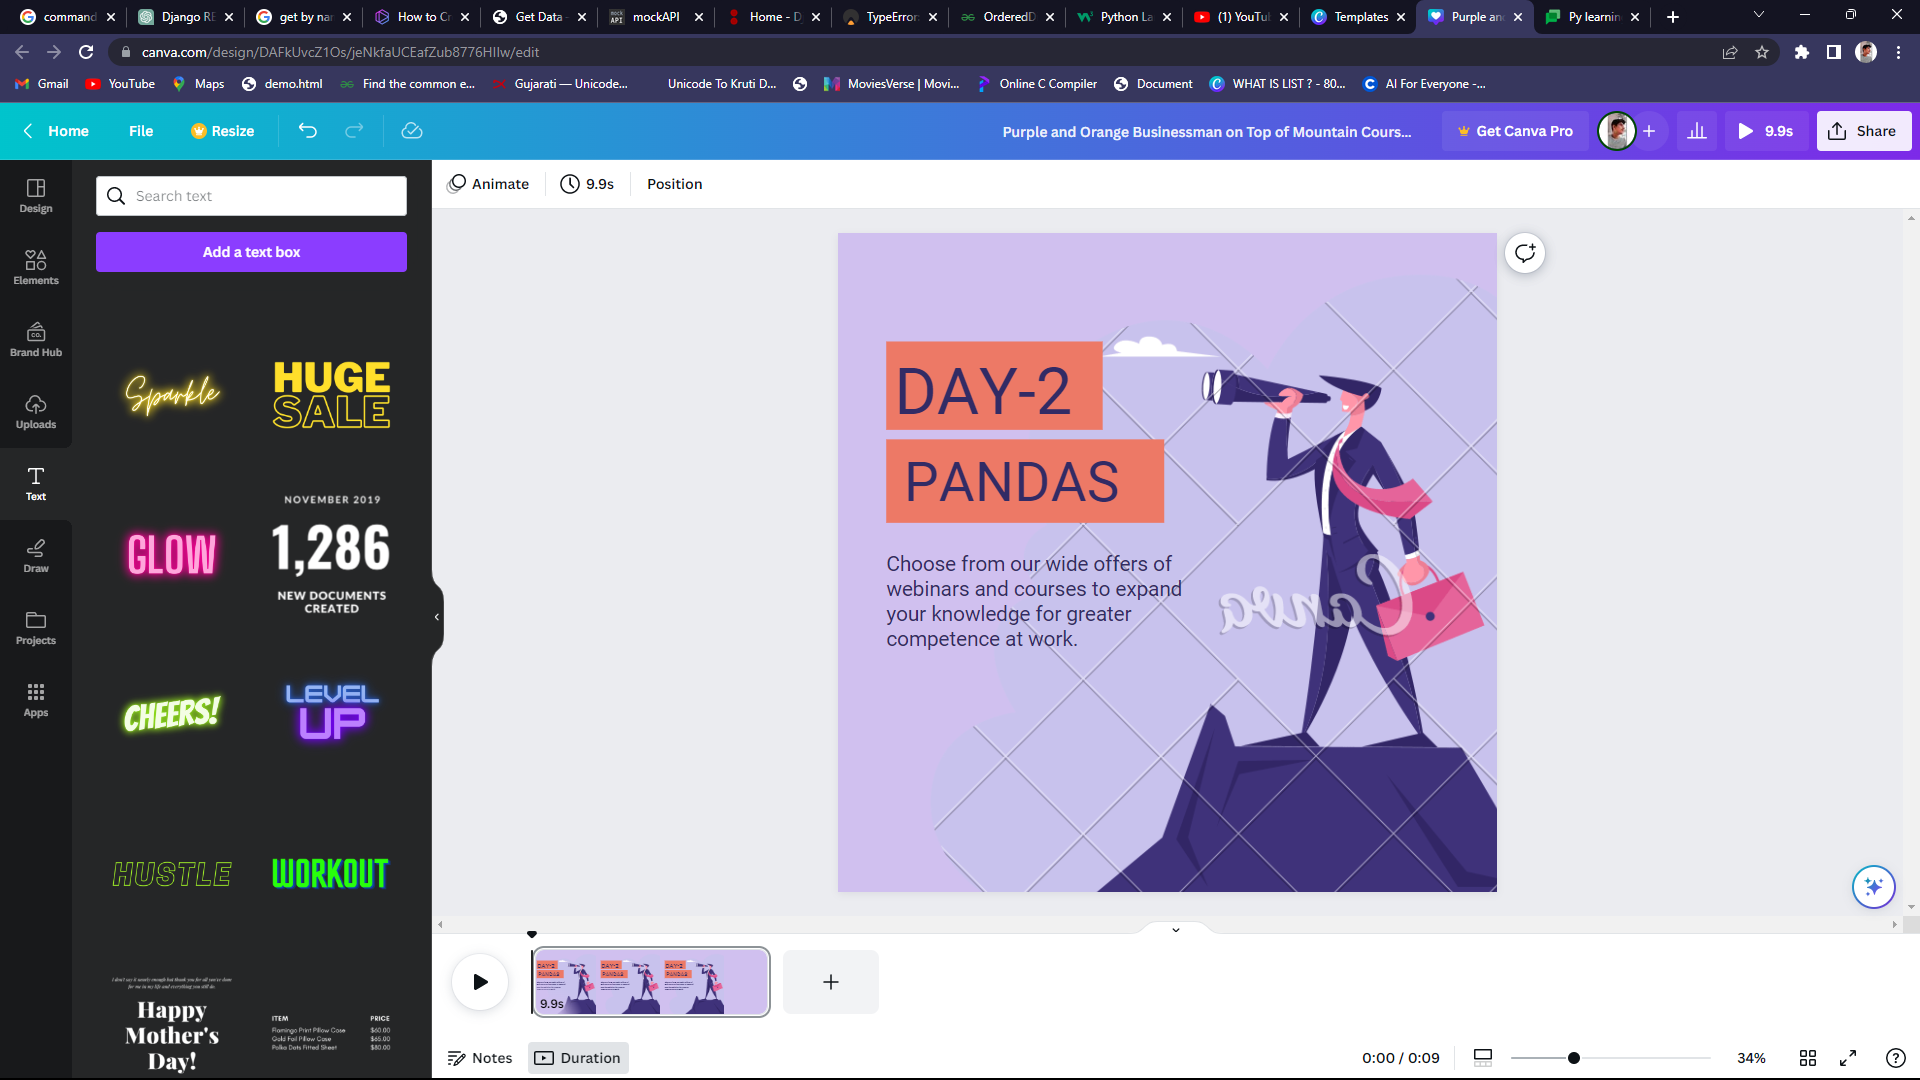 command
Django RE
get by nar
How to Cr
Get Data
mockAPI
Home - D
TypeError
OrderedD
Python La
(1) YouTu
Templates
Purple an
Py learnin
canva.com/design/DAFkUvcZ1Os/jeNkfaUCEafZub8776HIIw/edit
Gmail
YouTube
Maps
demo.html
Find the common e...
Gujarati — Unicode...
Unicode To Kruti D...
MoviesVerse | Movi...
Online C Compiler
Document
WHAT IS LIST ? - 80...
AI For Everyone -...
Home
File
Resize
Purple and Orange Businessman on Top of Mountain Cours...
Get Canva Pro
9.9s
Share
Design
Elements
Brand Hub
Uploads
Text
Draw
Projects
Apps
Search text
Add a text box
Sparkle
HUGE
SALE
GLOW
NOVEMBER 2019
1,286
NEW DOCUMENTS
CREATED
CHEERS!
LEVEL
UP
HUSTLE
WORKOUT
Happy
Mother's
Day!
ITEM PRICE
Flamingo Print Pillow Case $60.00
Gold Foil Pillow Case $65.00
Polka Dots Fitted Sheet $80.00
Animate
9.9s
Position
DAY-2
PANDAS
Choose from our wide offers of
webinars and courses to expand
your knowledge for greater
competence at work.
Canva
9.9s
Notes
Duration
0:00 / 0:09
34%